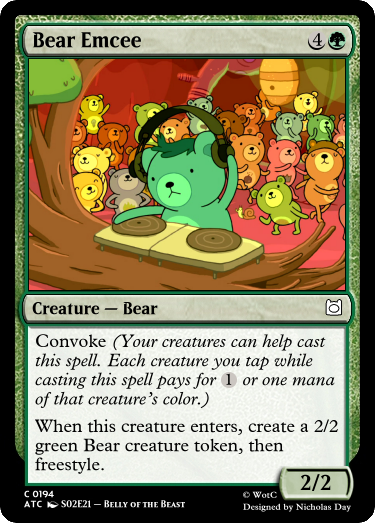 Bear Emcee 4
Creature — Bear
Convoke (Your creatures can help cast
this spell. Each creature you tap while
casting this spell pays for 1 or one mana
of that creature's color.)
When this creature enters, create a 2/2
green Bear creature token, then
freestyle.
2/2
C 0194
ATC S02E21 – Belly of the Beast
© WotC
Designed by Nicholas Day